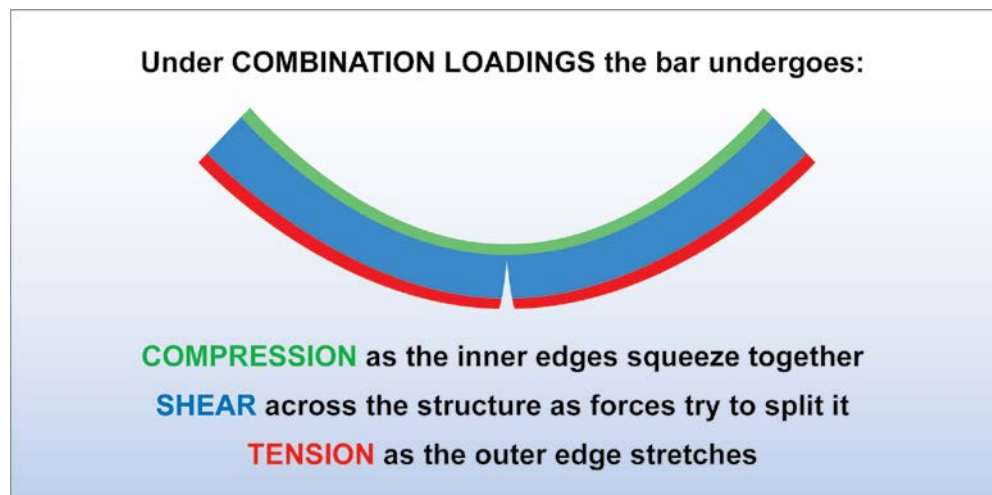 Under COMBINATION LOADINGS the bar undergoes:
COMPRESSION as the inner edges squeeze together
SHEAR across the structure as forces try to split it
TENSION as the outer edge stretches